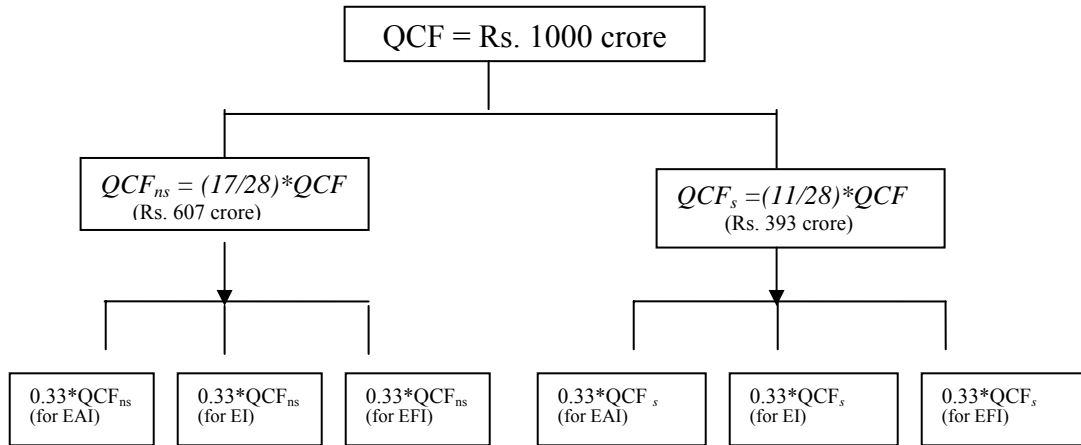 QCF = Rs. 1000 crore
QCFns = (17/28)*QCF
(Rs. 607 crore)
QCFs =(11/28)*QCF
(Rs. 393 crore)
0.33*QCFns
(for EAI)
0.33*QCFns
(for EI)
0.33*QCFns
(for EFI)
0.33*QCF s
(for EAI)
0.33*QCFs
(for EI)
0.33*QCFs
(for EFI)